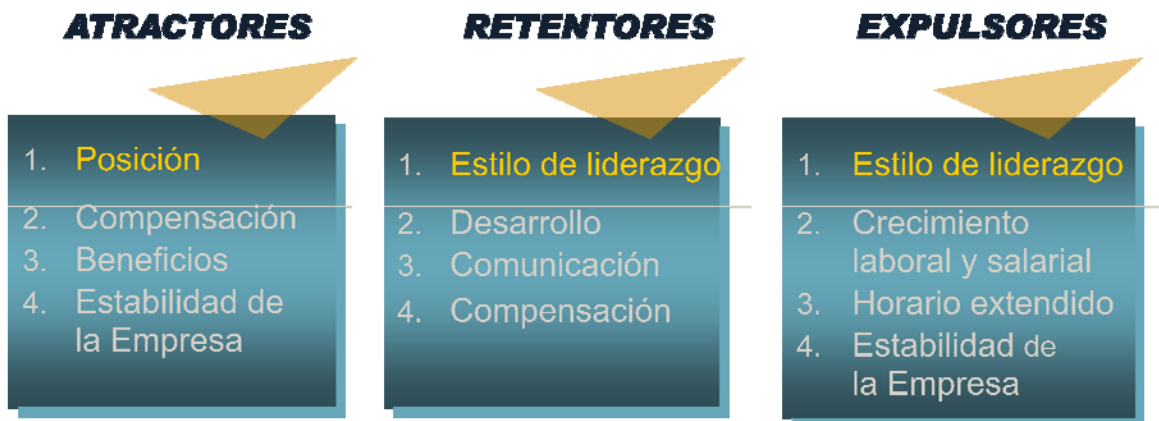 ATRACTORES
1. Posición
2. Compensación
3. Beneficios
4. Estabilidad de
la Empresa
RETENTORES
1. Estilo de liderazgo
2. Desarrollo
3. Comunicación
4. Compensación
EXPULSORES
1. Estilo de liderazgo
2. Crecimiento
laboral y salarial
3. Horario extendido
4. Estabilidad de
la Empresa